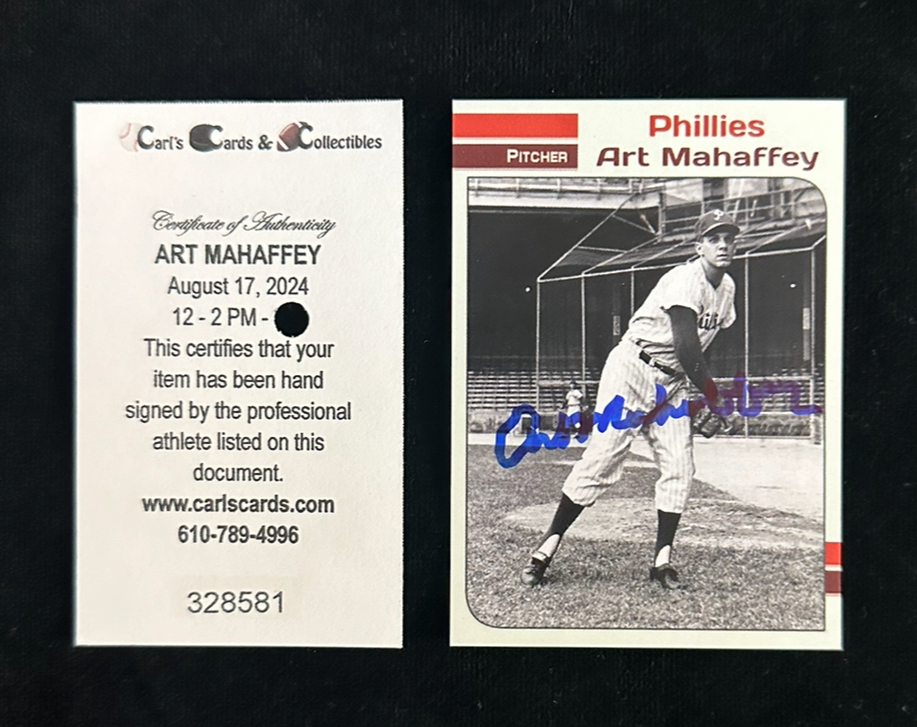 Carl's Cards & Collectibles
Certificate of Authenticity
ART MAHAFFEY
August 17, 2024
12 - 2 PM -
This certifies that your
item has been hand
signed by the professional
athlete listed on this
document.
www.carlscards.com
610-789-4996
328581
Phillies
PITCHER
Art Mahaffey
P
Art Mahaffey